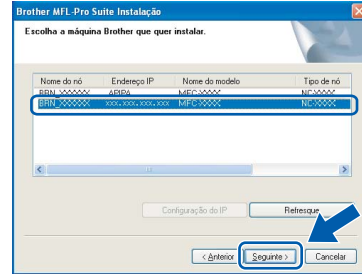 Brother MFL-Pro Suite Instalação
Escolha a máquina Brother que quer instalar.
Nome do nó Endereço IP Nome do modelo Tipo de nó
BRN_XXXXXX APIPA MFC-XXXX NC-XXXX
BRN_XXXXXX xxx.xxx.xxx.xxx MFC-XXXX NC-XXXX
Configuração do IP Refresque
< Anterior Seguinte > Cancelar